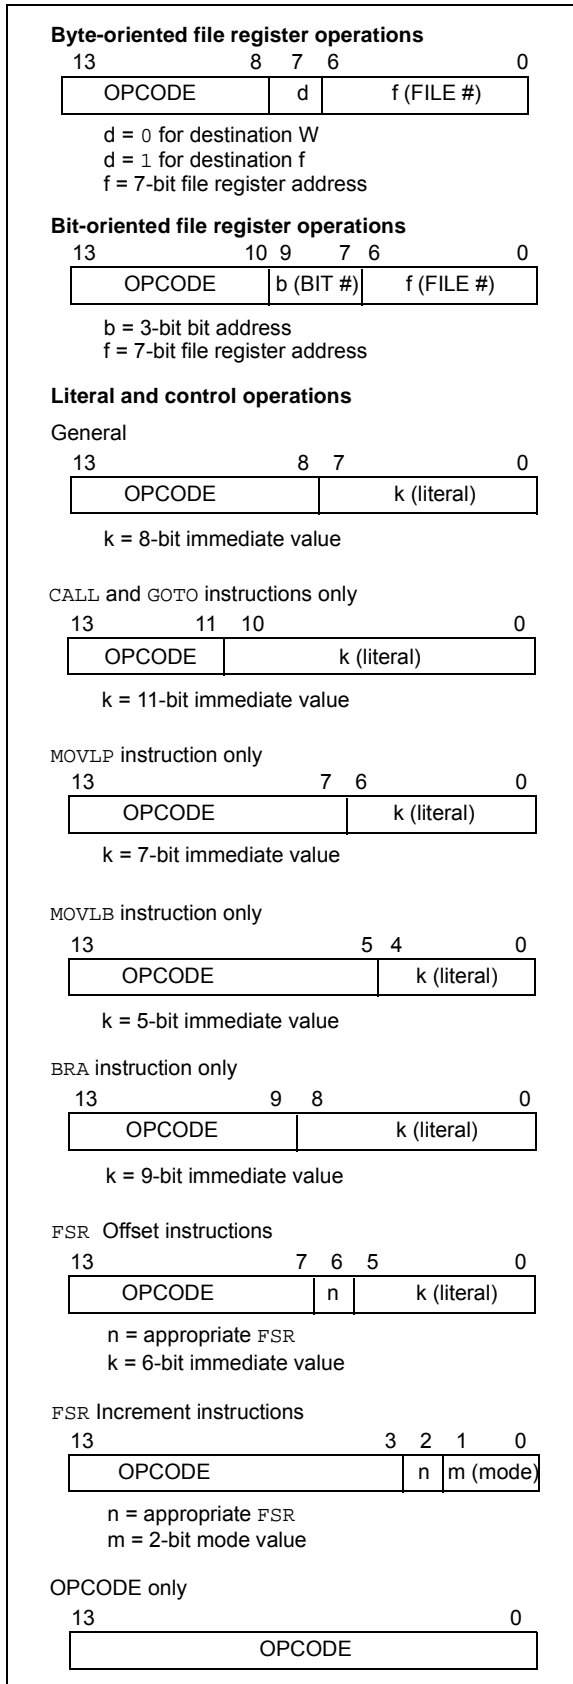 Byte-oriented file register operations
13 8 7 6 0
OPCODE d f (FILE #)
d = 0 for destination W
d = 1 for destination f
f = 7-bit file register address
Bit-oriented file register operations
13 10 9 7 6 0
OPCODE b (BIT #) f (FILE #)
b = 3-bit bit address
f = 7-bit file register address
Literal and control operations
General
13 8 7 0
OPCODE k (literal)
k = 8-bit immediate value
CALL and GOTO instructions only
13 11 10 0
OPCODE k (literal)
k = 11-bit immediate value
MOVLP instruction only
13 7 6 0
OPCODE k (literal)
k = 7-bit immediate value
MOVLB instruction only
13 5 4 0
OPCODE k (literal)
k = 5-bit immediate value
BRA instruction only
13 9 8 0
OPCODE k (literal)
k = 9-bit immediate value
FSR Offset instructions
13 7 6 5 0
OPCODE n k (literal)
n = appropriate FSR
k = 6-bit immediate value
FSR Increment instructions
13 3 2 1 0
OPCODE n m (mode)
n = appropriate FSR
m = 2-bit mode value
OPCODE only
13 0
OPCODE